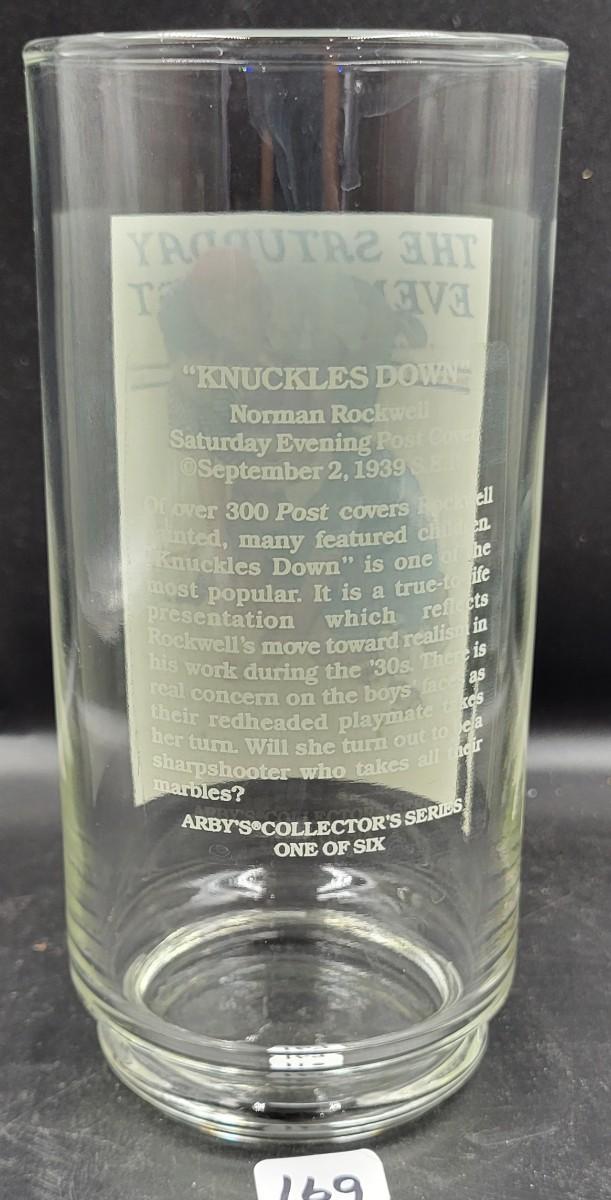 THE SATURDAY
EVE ST
"KNUCKLES DOWN"
Norman Rockwell
Saturday Evening Post Cover
©September 2, 1939 S.E.P.
Of over 300 Post covers Rockwell
painted, many featured children.
"Knuckles Down" is one of the
most popular. It is a true-to-life
presentation which reflects
Rockwell's move toward realism in
his work during the '30s. There is
real concern on the boys' faces as
their redheaded playmate takes
her turn. Will she turn out to be a
sharpshooter who takes all their
marbles?
ARBY'S®COLLECTOR'S SERIES
ONE OF SIX
169